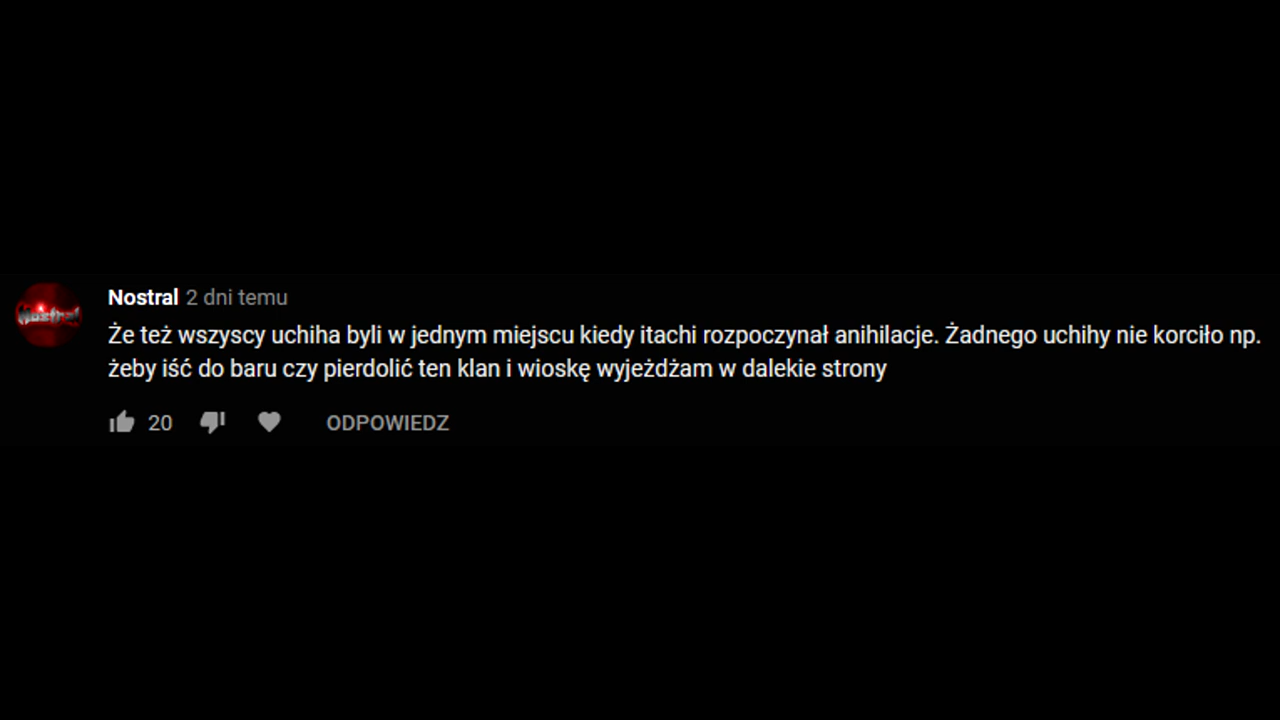 Nostral 2 dni temu
Że też wszyscy uchiha byli w jednym miejscu kiedy itachi rozpoczynał anihilacje. Żadnego uchihy nie korciło np.
żeby iść do baru czy pierdolić ten klan i wioskę wyjeżdżam w dalekie strony
20 ODPOWIEDZ